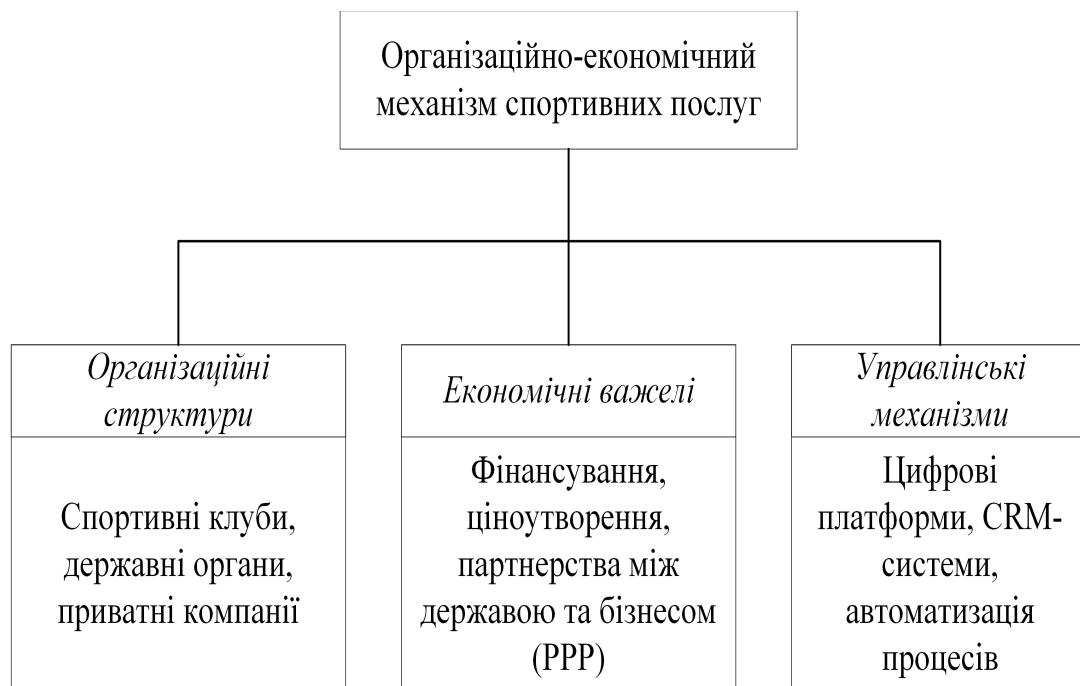 Організаційно-економічний
механізм спортивних послуг
Організаційні
структури
Спортивні клуби,
державні органи,
приватні компанії
Економічні важелі
Фінансування,
ціноутворення,
партнерства між
державою та бізнесом
(PPP)
Управлінські
механізми
Цифрові
платформи, CRM-
системи,
автоматизація
процесів